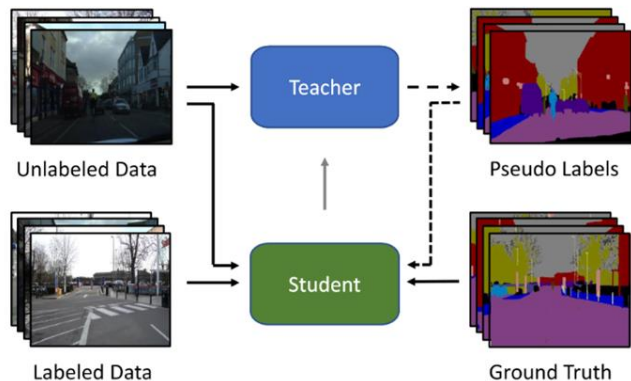 Teacher
Unlabeled Data
Pseudo Labels
Student
Labeled Data
Ground Truth